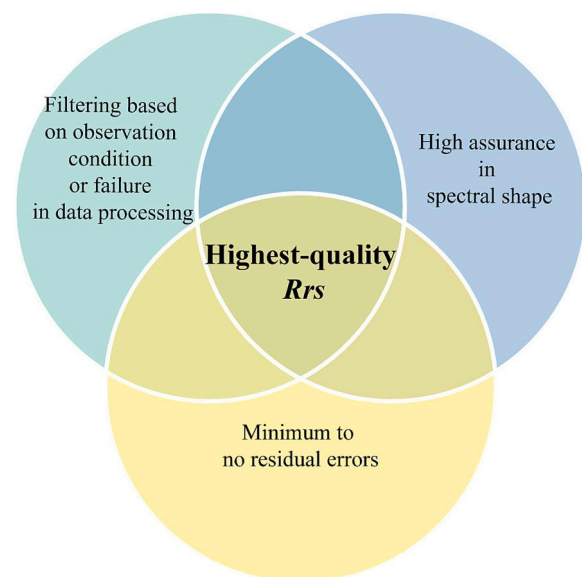 Filtering based
on observation
condition
or failure
in data processing
High assurance
in
spectral shape
Highest-quality
Rrs
Minimum to
no residual errors